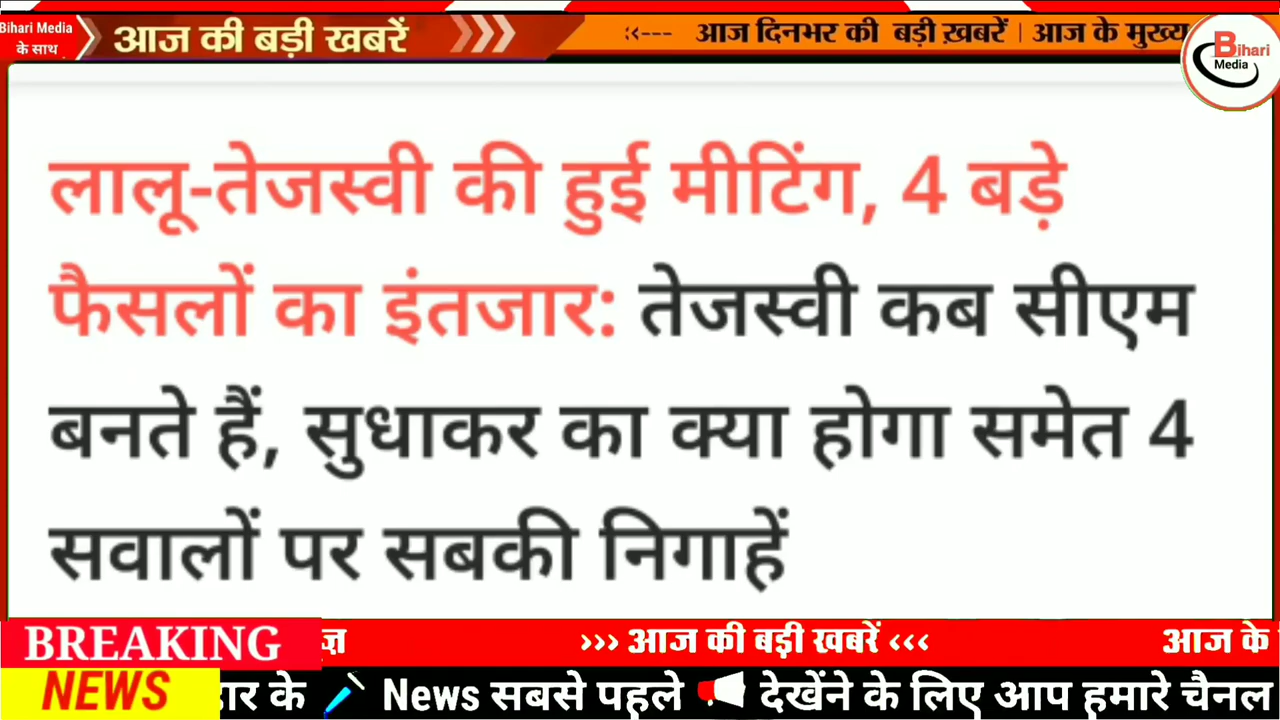 Bihari Media
के साथ
आज की बड़ी खबरें
आज दिनभर की बड़ी ख़बरें | आज के मुख्य
Bihari
Media
लालू-तेजस्वी की हुई मीटिंग, 4 बड़े
फैसलों का इंतजार: तेजस्वी कब सीएम
बनते हैं, सुधाकर का क्या होगा समेत 4
सवालों पर सबकी निगाहें
BREAKING
>>> आज की बड़ी खबरें <<< आज के
NEWS
के News सबसे पहले देखेंने के लिए आप हमारे चैनल